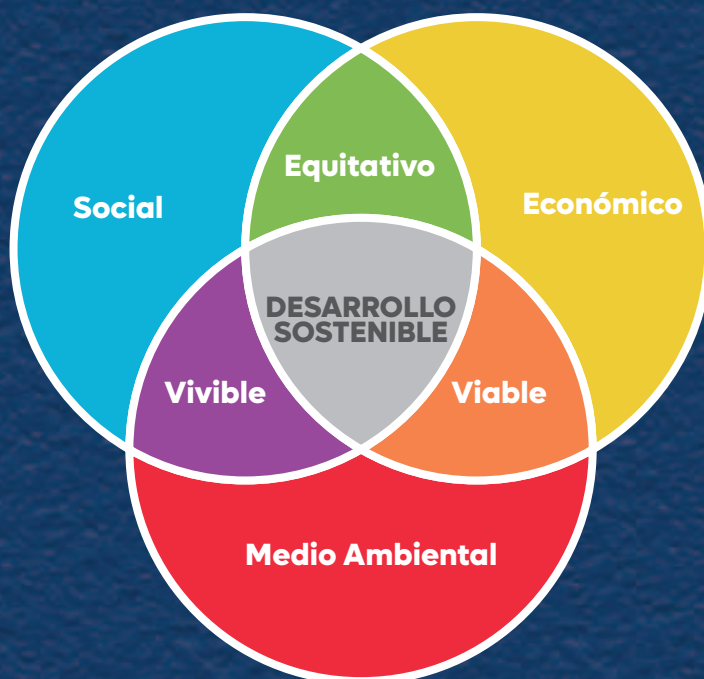 Equitativo
Social
Económico
DESARROLLO
SOSTENIBLE
Vivible
Viable
Medio Ambiental